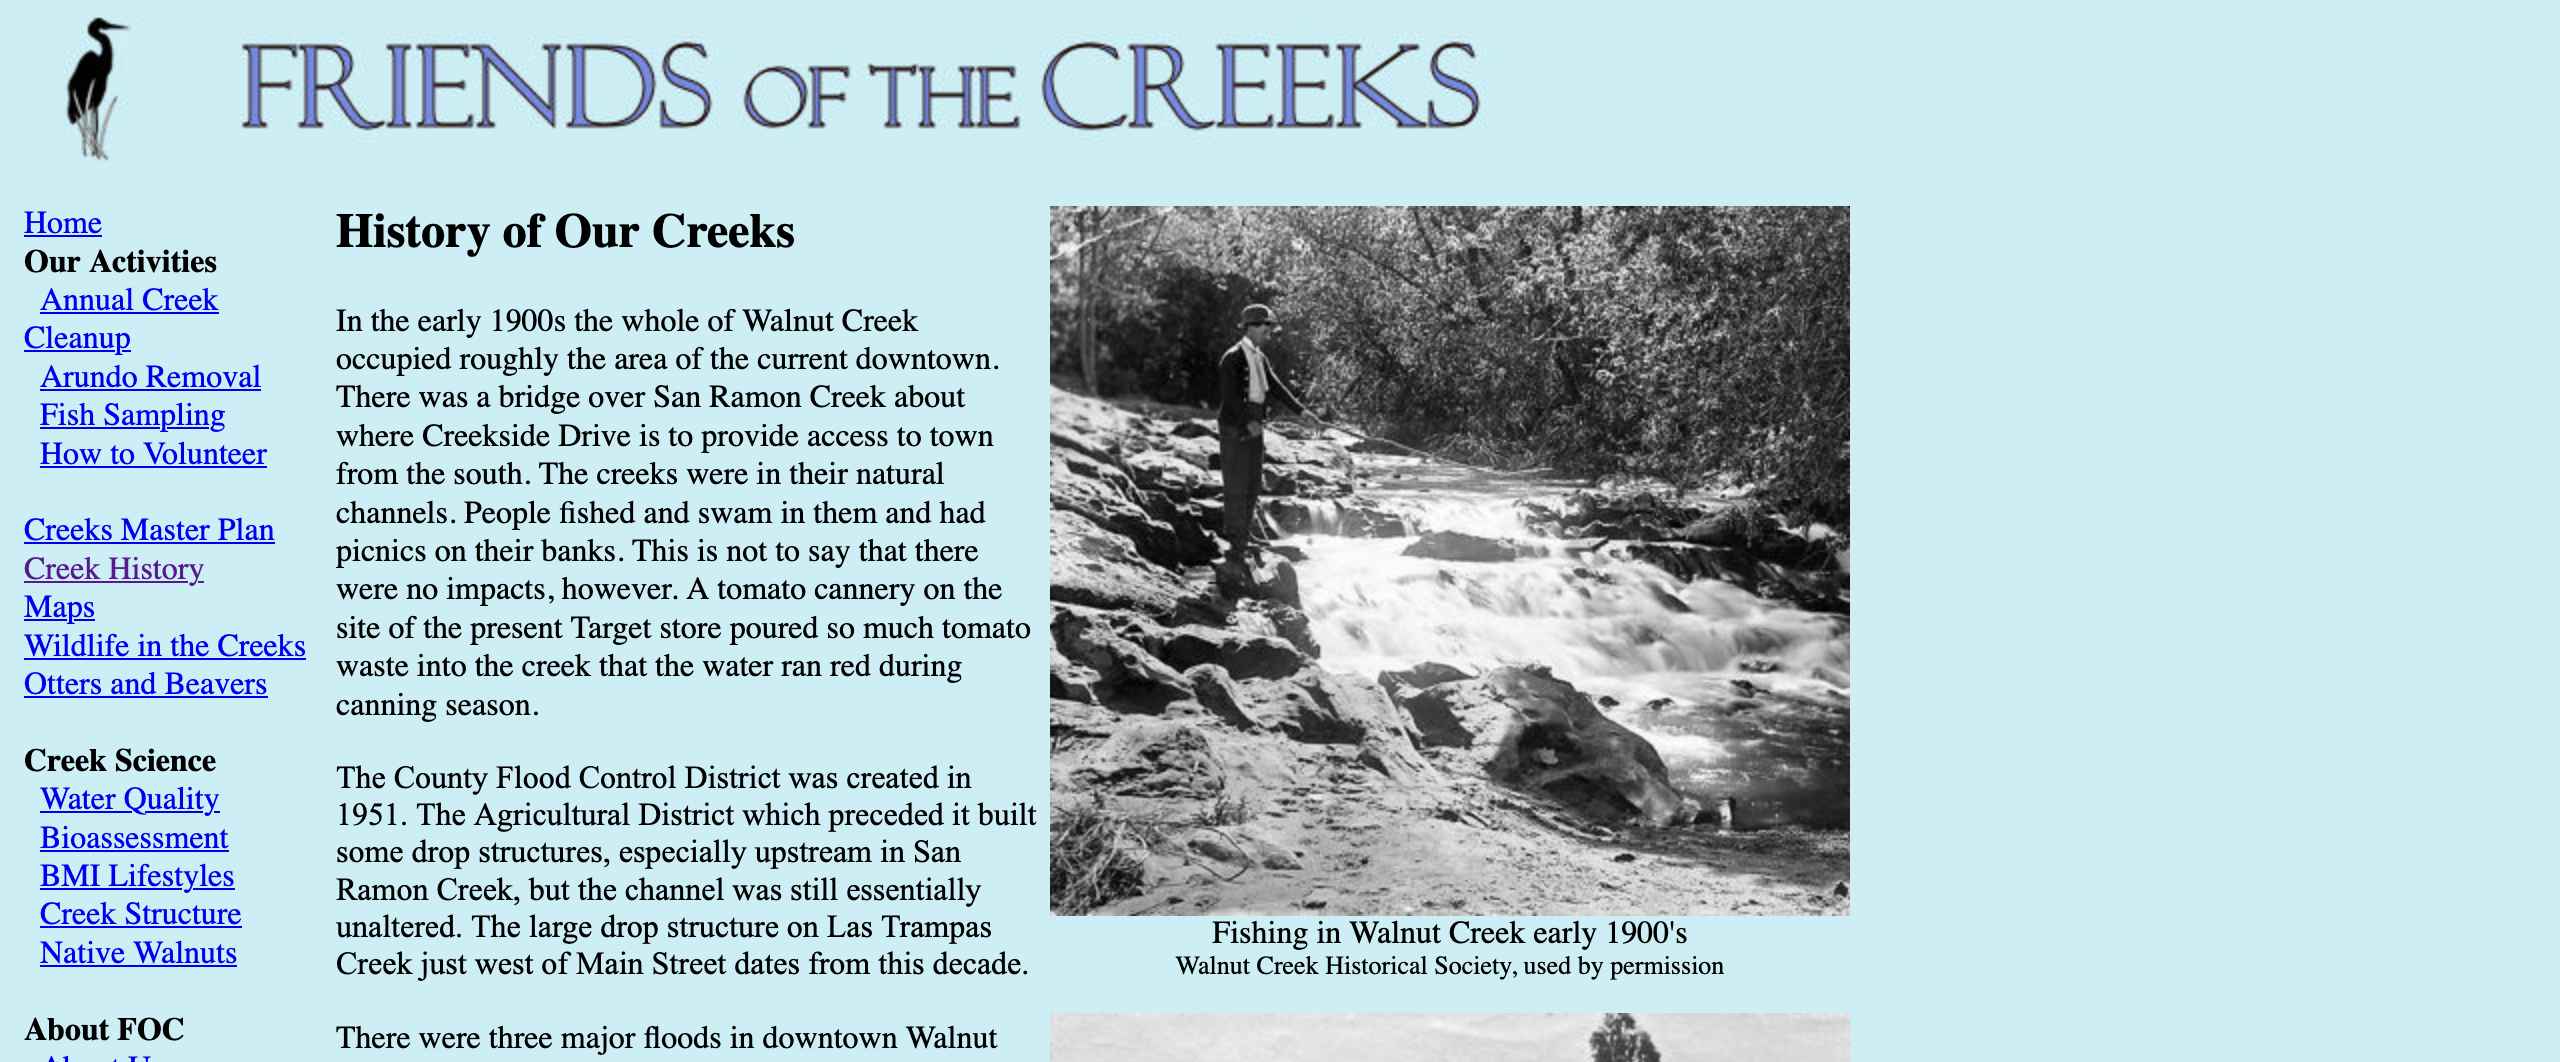 FRIENDS OF THE CREEKS
Home
Our Activities
Annual Creek
Cleanup
Arundo Removal
Fish Sampling
How to Volunteer
Creeks Master Plan
Creek History
Maps
Wildlife in the Creeks
Otters and Beavers
Creek Science
Water Quality
Bioassessment
BMI Lifestyles
Creek Structure
Native Walnuts
About FOC
History of Our Creeks
In the early 1900s the whole of Walnut Creek
occupied roughly the area of the current downtown.
There was a bridge over San Ramon Creek about
where Creekside Drive is to provide access to town
from the south. The creeks were in their natural
channels. People fished and swam in them and had
picnics on their banks. This is not to say that there
were no impacts, however. A tomato cannery on the
site of the present Target store poured so much tomato
waste into the creek that the water ran red during
canning season.
The County Flood Control District was created in
1951. The Agricultural District which preceded it built
some drop structures, especially upstream in San
Ramon Creek, but the channel was still essentially
unaltered. The large drop structure on Las Trampas
Creek just west of Main Street dates from this decade.
There were three major floods in downtown Walnut
Fishing in Walnut Creek early 1900's
Walnut Creek Historical Society, used by permission